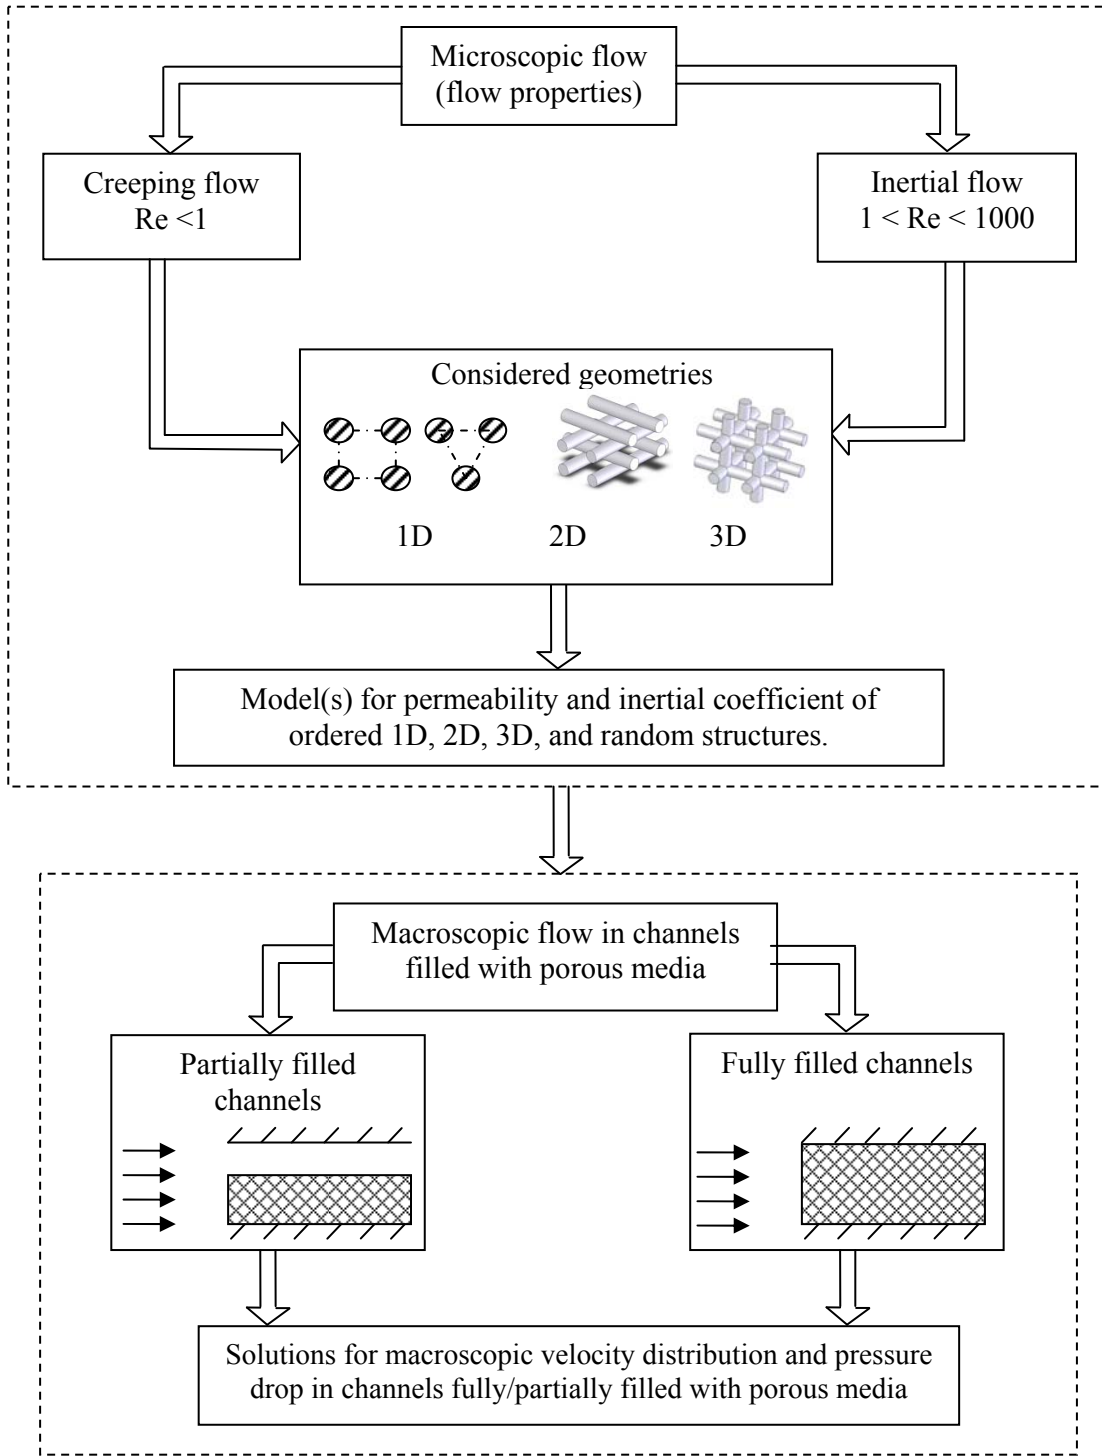 Microscopic flow
(flow properties)
Creeping flow
Re <1
Inertial flow
1 < Re < 1000
Considered geometries
1D
2D
3D
Model(s) for permeability and inertial coefficient of
ordered 1D, 2D, 3D, and random structures.
Macroscopic flow in channels
filled with porous media
Partially filled
channels
Fully filled channels
Solutions for macroscopic velocity distribution and pressure
drop in channels fully/partially filled with porous media